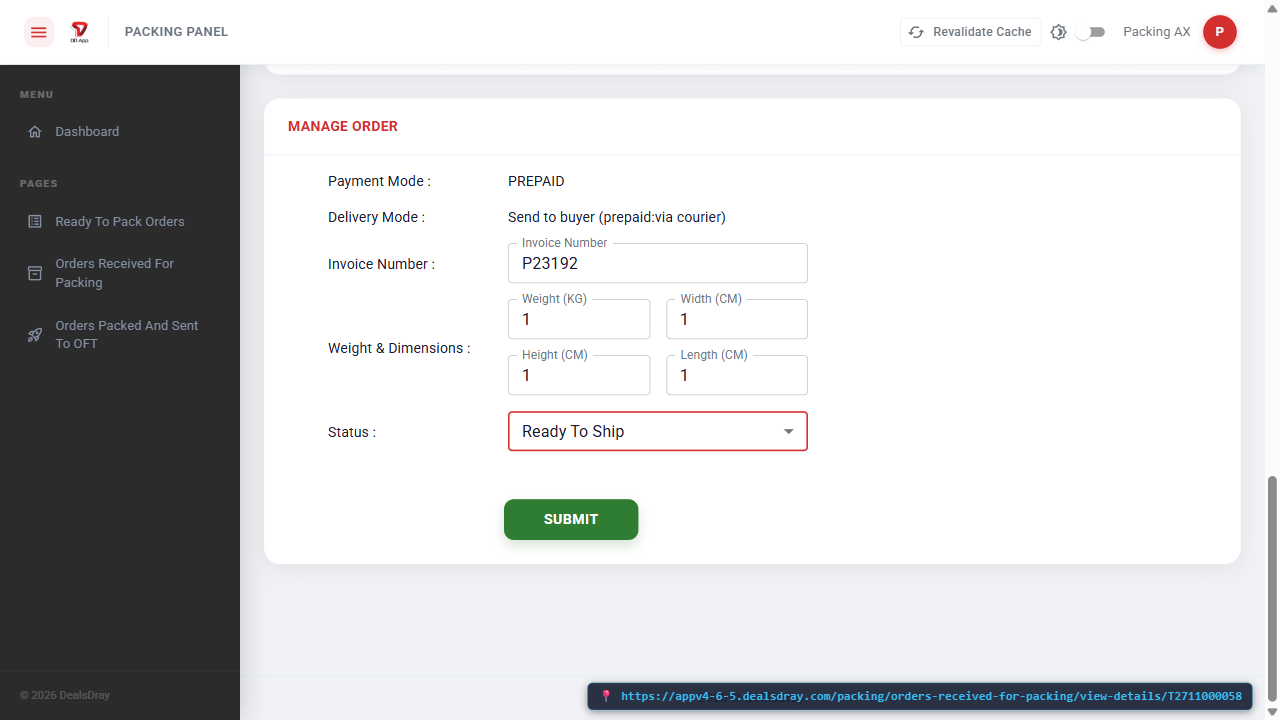 DD App
PACKING PANEL
Revalidate Cache
Packing AX
P
MENU
Dashboard
PAGES
Ready To Pack Orders
Orders Received For
Packing
Orders Packed And Sent
To OFT
© 2026 DealsDray
MANAGE ORDER
Payment Mode :
PREPAID
Delivery Mode :
Send to buyer (prepaid:via courier)
Invoice Number :
Invoice Number
P23192
Weight & Dimensions :
Weight (KG)
1
Width (CM)
1
Height (CM)
1
Length (CM)
1
Status :
Ready To Ship
SUBMIT
https://appv4-6-5.dealsdray.com/packing/orders-received-for-packing/view-details/T2711000058